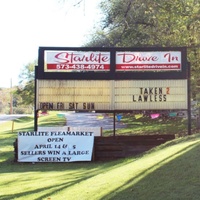 Starlite Drive In
573-438-4974 www.starlitedrivein.com
TAKEN 2
LAWLESS
OPEN FRI SAT SUN
STARLITE FLEAMARKET
OPEN
APRIL 14 &
SELLERS WIN A LARGE
SCREEN TV